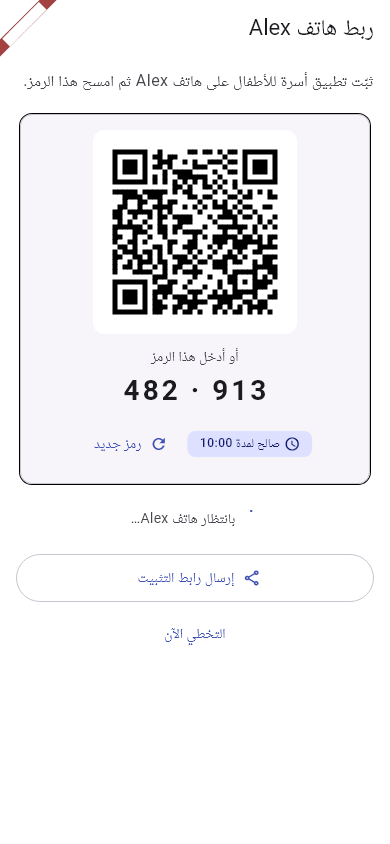 ربط هاتف Alex
ثبّت تطبيق أسرة للأطفال على هاتف Alex ثم امسح هذا الرمز.
أو أدخل هذا الرمز
482 · 913
صالح لمدة 10:00
رمز جديد
بانتظار هاتف Alex…
إرسال رابط التثبيت
التخطي الآن